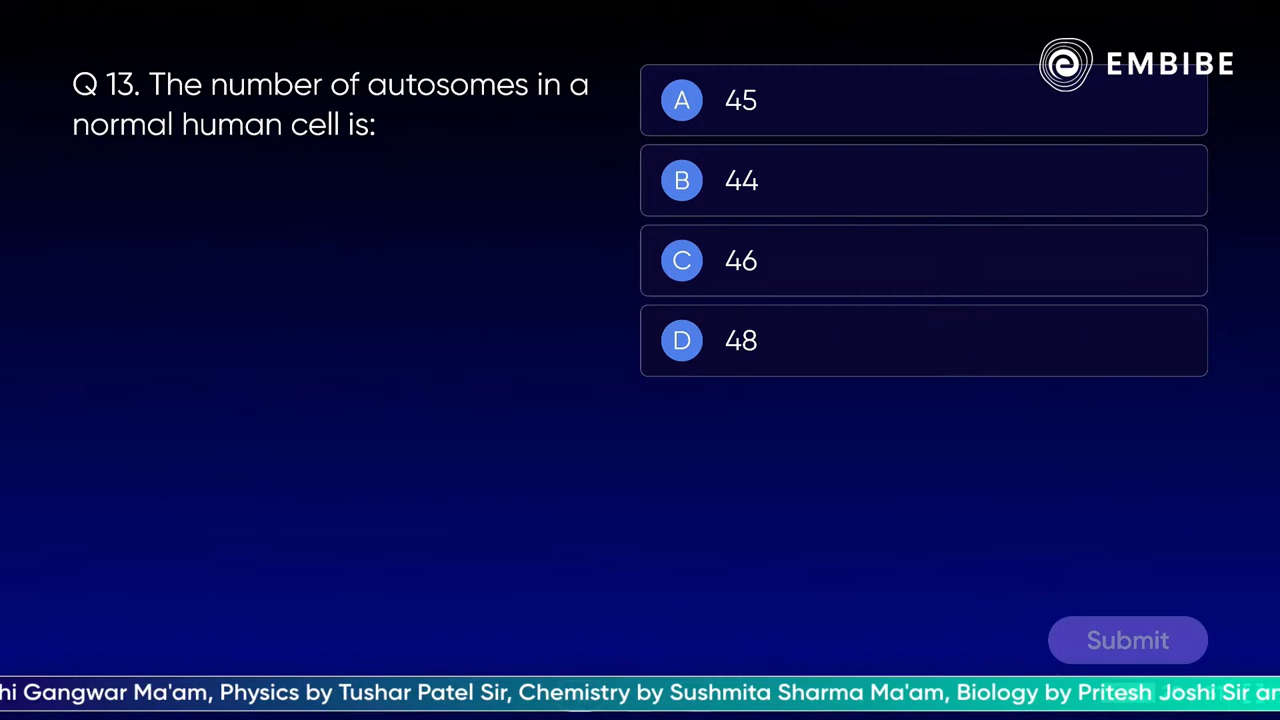 EMBIBE
Q 13. The number of autosomes in a
normal human cell is:
A 45
B 44
C 46
D 48
Submit
Gangwar Ma'am, Physics by Tushar Patel Sir, Chemistry by Sushmita Sharma Ma'am, Biology by Pritesh Joshi Sir